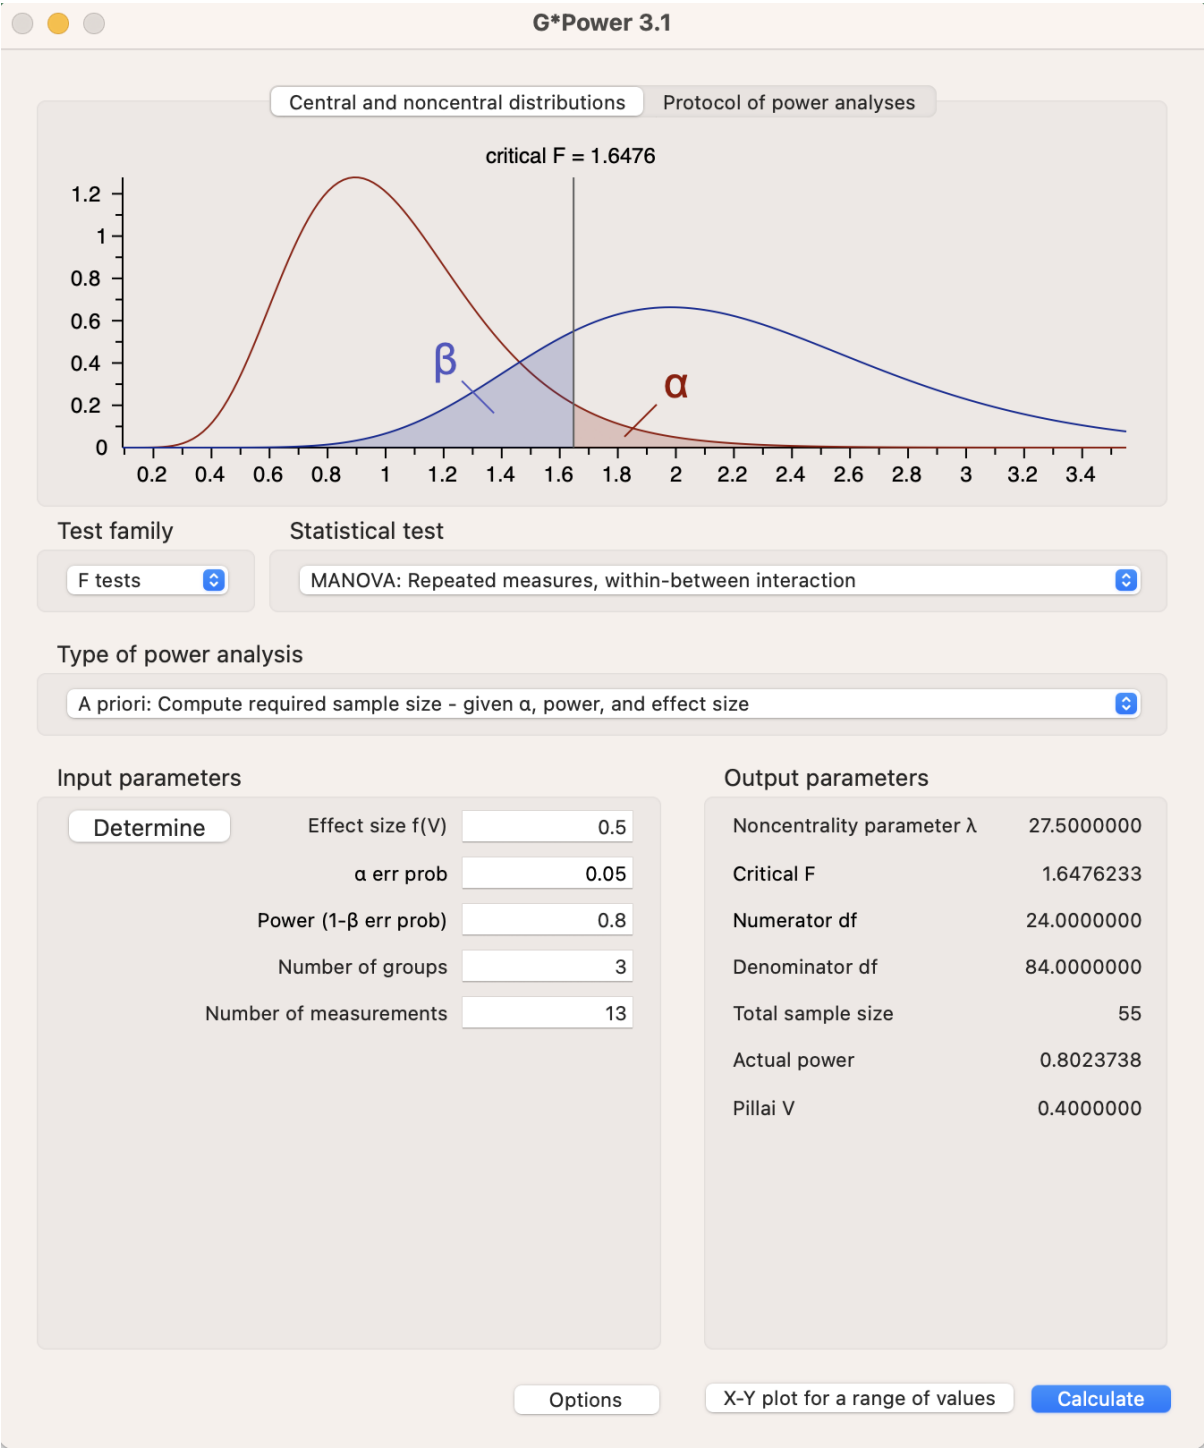 G*Power 3.1
Central and noncentral distributions
Protocol of power analyses
critical F = 1.6476
1.2
1
0.8
0.6
0.4
0.2
0
β
α
0.2 0.4 0.6 0.8 1 1.2 1.4 1.6 1.8 2 2.2 2.4 2.6 2.8 3 3.2 3.4
Test family
Statistical test
F tests
MANOVA: Repeated measures, within-between interaction
Type of power analysis
A priori: Compute required sample size - given α, power, and effect size
Input parameters
Determine
Effect size f(V) 0.5
α err prob 0.05
Power (1-β err prob) 0.8
Number of groups 3
Number of measurements 13
Output parameters
Noncentrality parameter λ 27.5000000
Critical F 1.6476233
Numerator df 24.0000000
Denominator df 84.0000000
Total sample size 55
Actual power 0.8023738
Pillai V 0.4000000
Options
X-Y plot for a range of values
Calculate